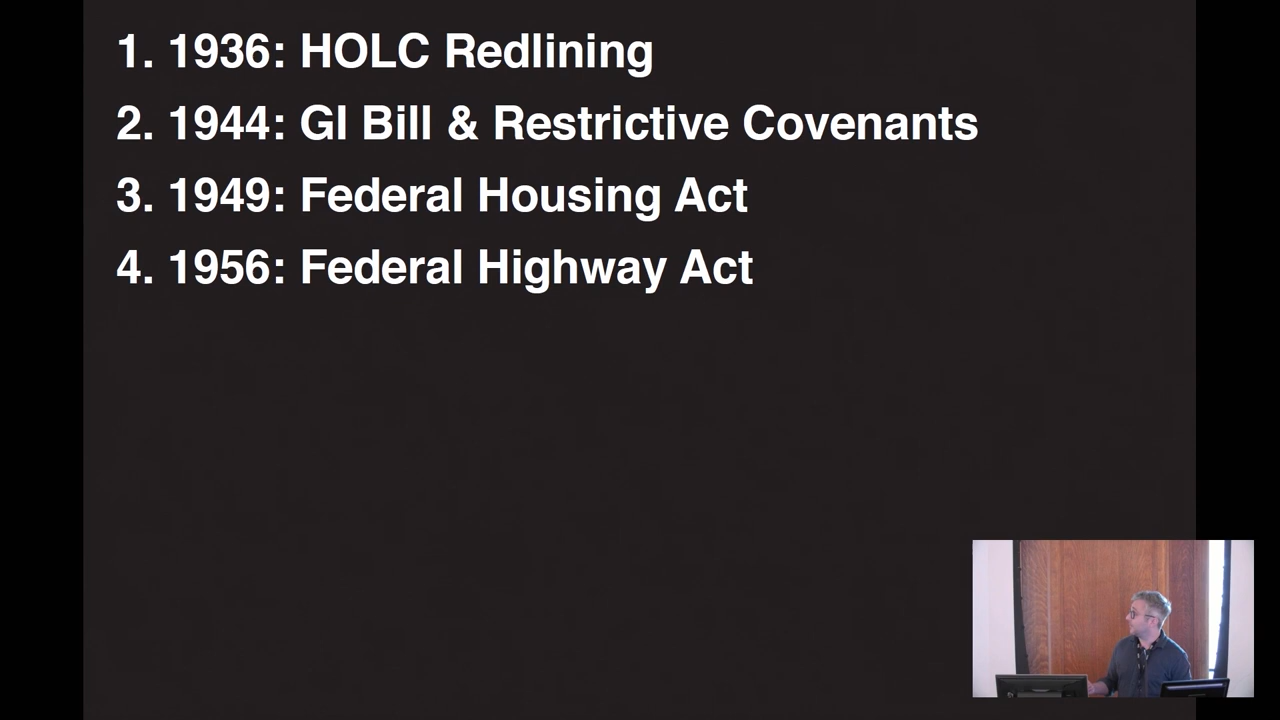 1. 1936: HOLC Redlining
2. 1944: GI Bill & Restrictive Covenants
3. 1949: Federal Housing Act
4. 1956: Federal Highway Act